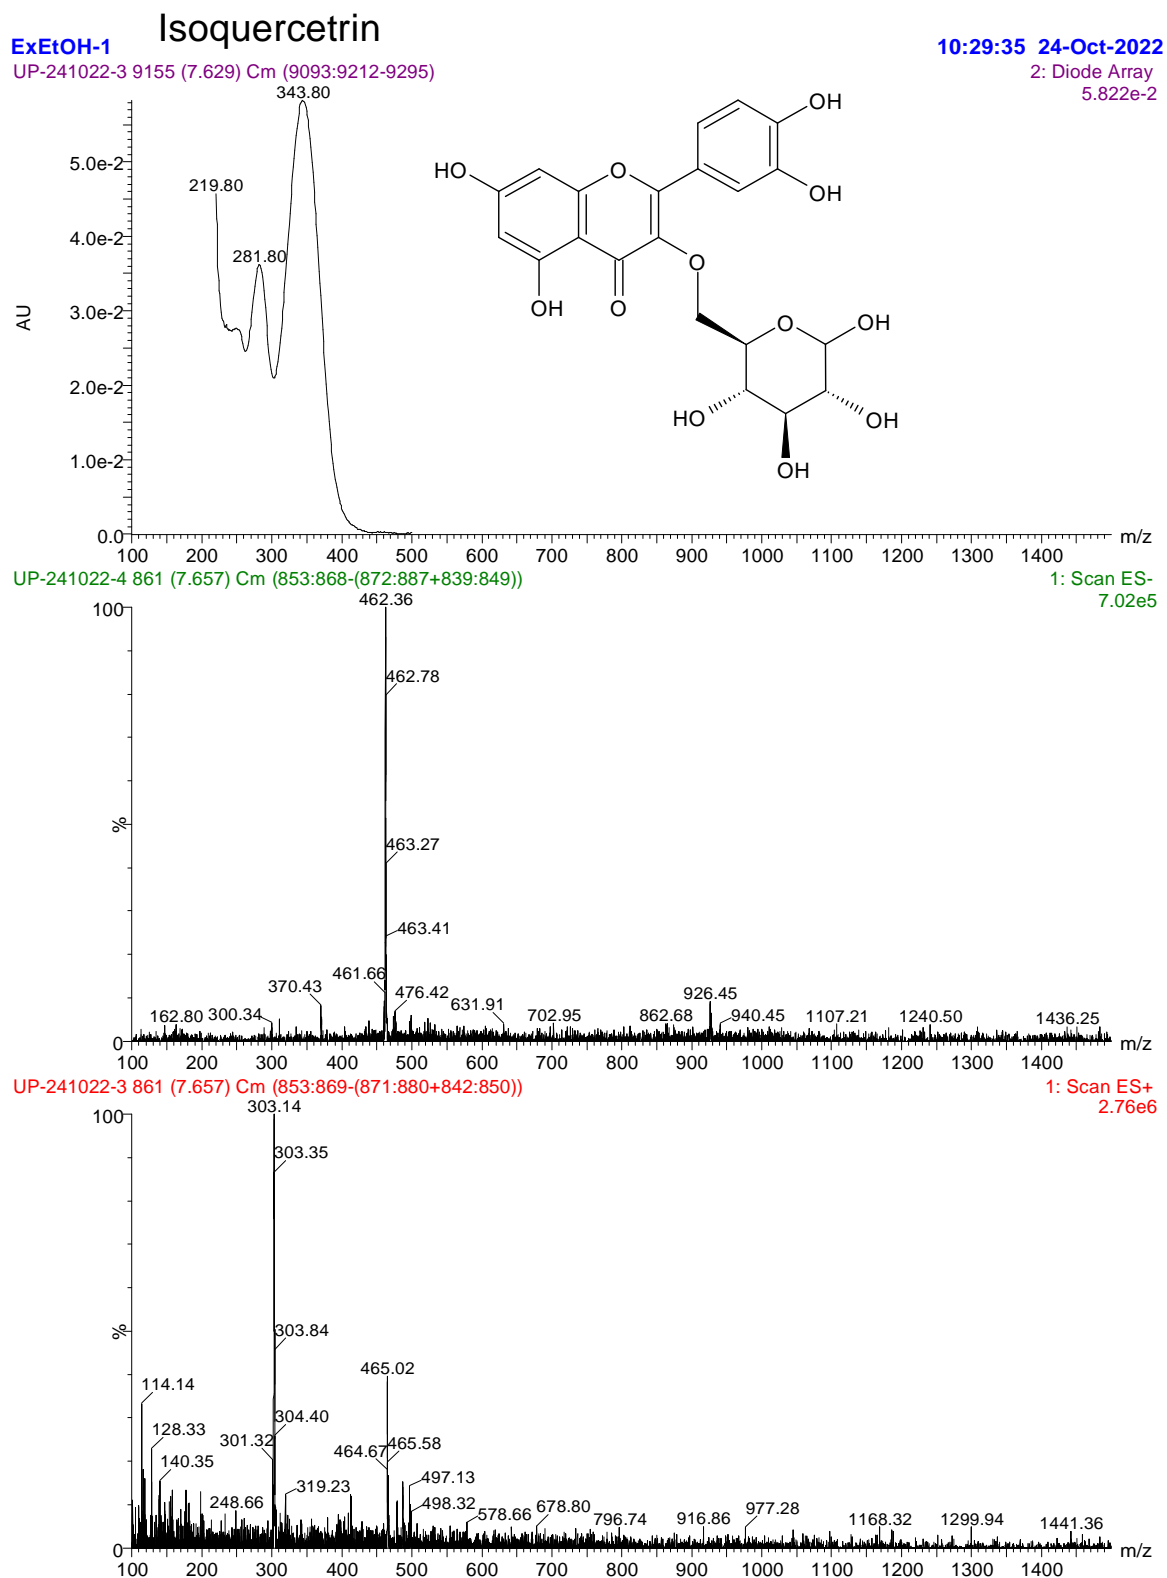 Isoquercetrin
ExEtOH-1
10:29:35 24-Oct-2022
UP-241022-3 9155 (7.629) Cm (9093:9212-9295)
2: Diode Array
5.822e-2
343.80
219.80
281.80
AU
5.0e-2
4.0e-2
3.0e-2
2.0e-2
1.0e-2
0.0
OH
HO
O
OH
O
OH
O
O
OH
HO
OH
OH
100 200 300 400 500 600 700 800 900 1000 1100 1200 1300 1400 m/z
UP-241022-4 861 (7.657) Cm (853:868-(872:887+839:849))
1: Scan ES-
7.02e5
100
%
0
462.36
462.78
463.27
463.41
461.66
370.43
476.42
162.80
300.34
631.91
702.95
862.68
926.45
940.45
1107.21
1240.50
1436.25
100 200 300 400 500 600 700 800 900 1000 1100 1200 1300 1400 m/z
UP-241022-3 861 (7.657) Cm (853:869-(871:880+842:850))
1: Scan ES+
2.76e6
100
%
0
303.14
303.35
303.84
465.02
114.14
304.40
128.33
301.32
464.67
465.58
140.35
497.13
319.23
248.66
498.32
578.66
678.80
796.74
916.86
977.28
1168.32
1299.94
1441.36
100 200 300 400 500 600 700 800 900 1000 1100 1200 1300 1400 m/z